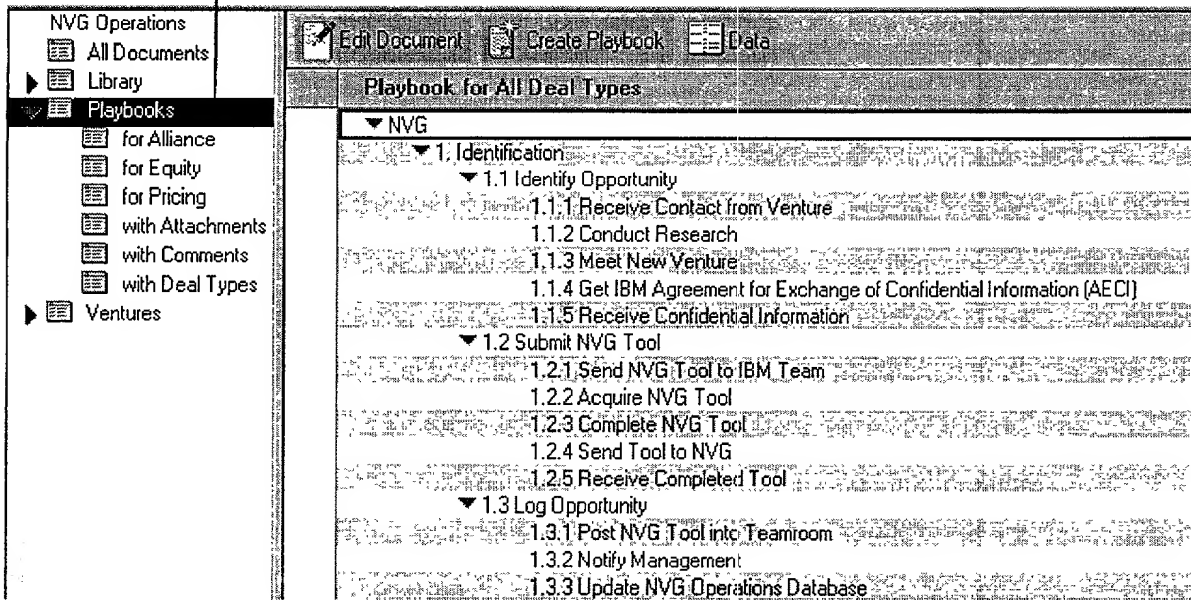 NVG Operations
All Documents
Library
Playbooks
for Alliance
for Equity
for Pricing
with Attachments
with Comments
with Deal Types
Ventures
Edit Document Create Playbook Data
Playbook for All Deal Types
NVG
1. Identification
1.1 Identify Opportunity
1.1.1 Receive Contact from Venture
1.1.2 Conduct Research
1.1.3 Meet New Venture
1.1.4 Get IBM Agreement for Exchange of Confidential Information (AECI)
1.1.5 Receive Confidential Information
1.2 Submit NVG Tool
1.2.1 Send NVG Tool to IBM Team
1.2.2 Acquire NVG Tool
1.2.3 Complete NVG Tool
1.2.4 Send Tool to NVG
1.2.5 Receive Completed Tool
1.3 Log Opportunity
1.3.1 Post NVG Tool into Teamroom
1.3.2 Notify Management
1.3.3 Update NVG Operations Database